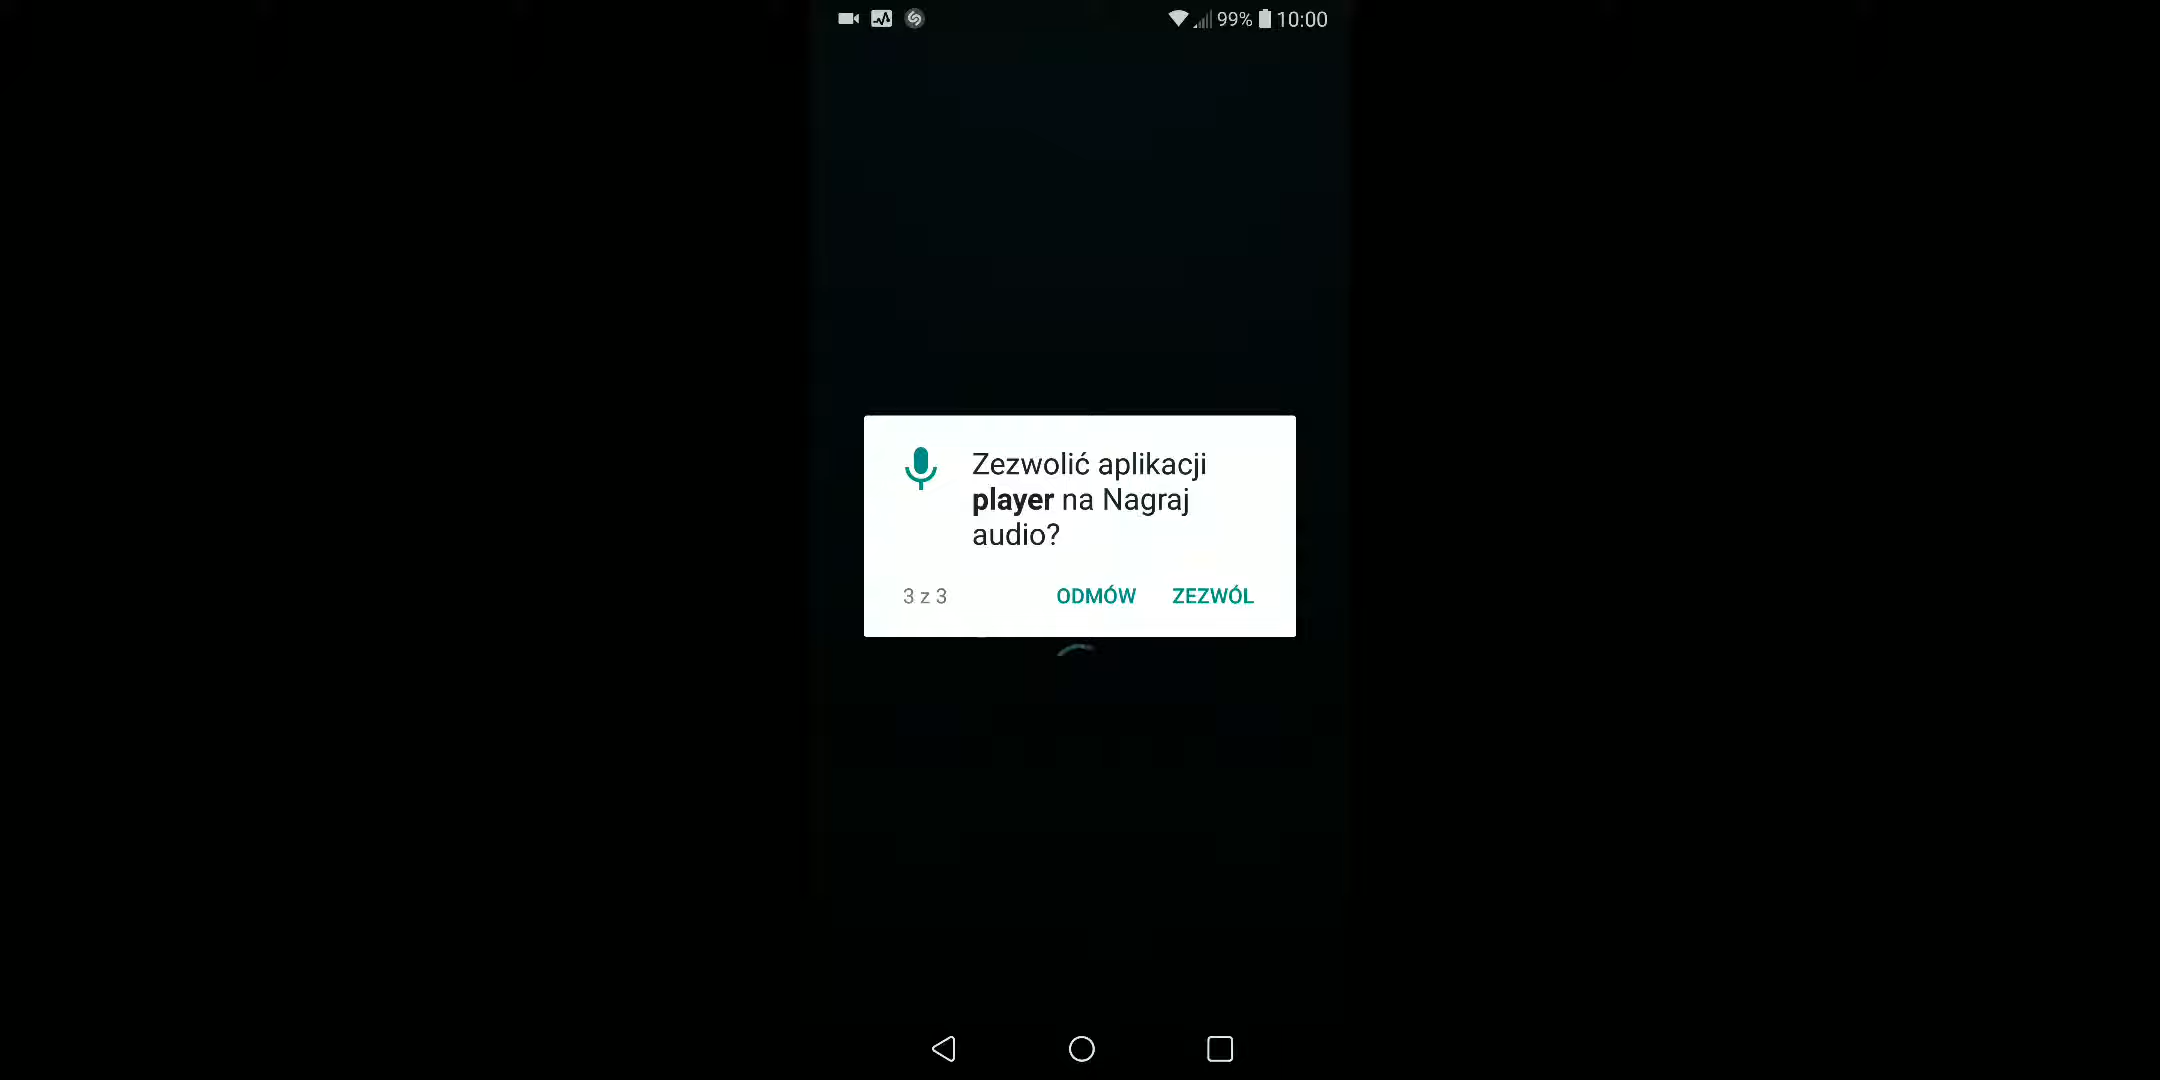 99% 10:00
Zezwolić aplikacji
player na Nagraj
audio?
3 z 3 ODMÓW ZEZWÓL